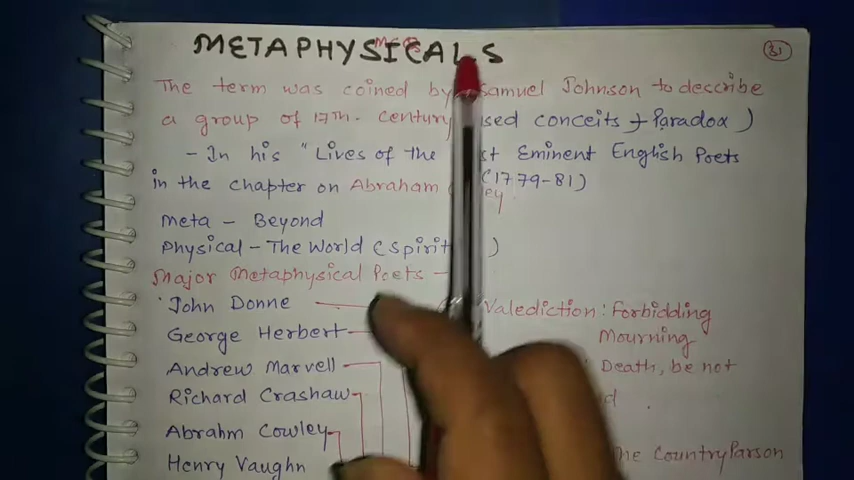 METAPHYSICALS
31
The term was coined by Samuel Johnson to describe
a group of 17th- century used conceits + Paradox)
- In his "Lives of the Eminent English Poets
in the chapter on Abraham (1779-81)
Meta - Beyond
Physical - The World (Spirit )
Major Metaphysical Poets -
John Donne Valediction: Forbidding
Mourning
George Herbert
Andrew Marvell Death, be not
Richard Crashaw
Abrahm Cowley
The Country Parson
Henry Vaughn